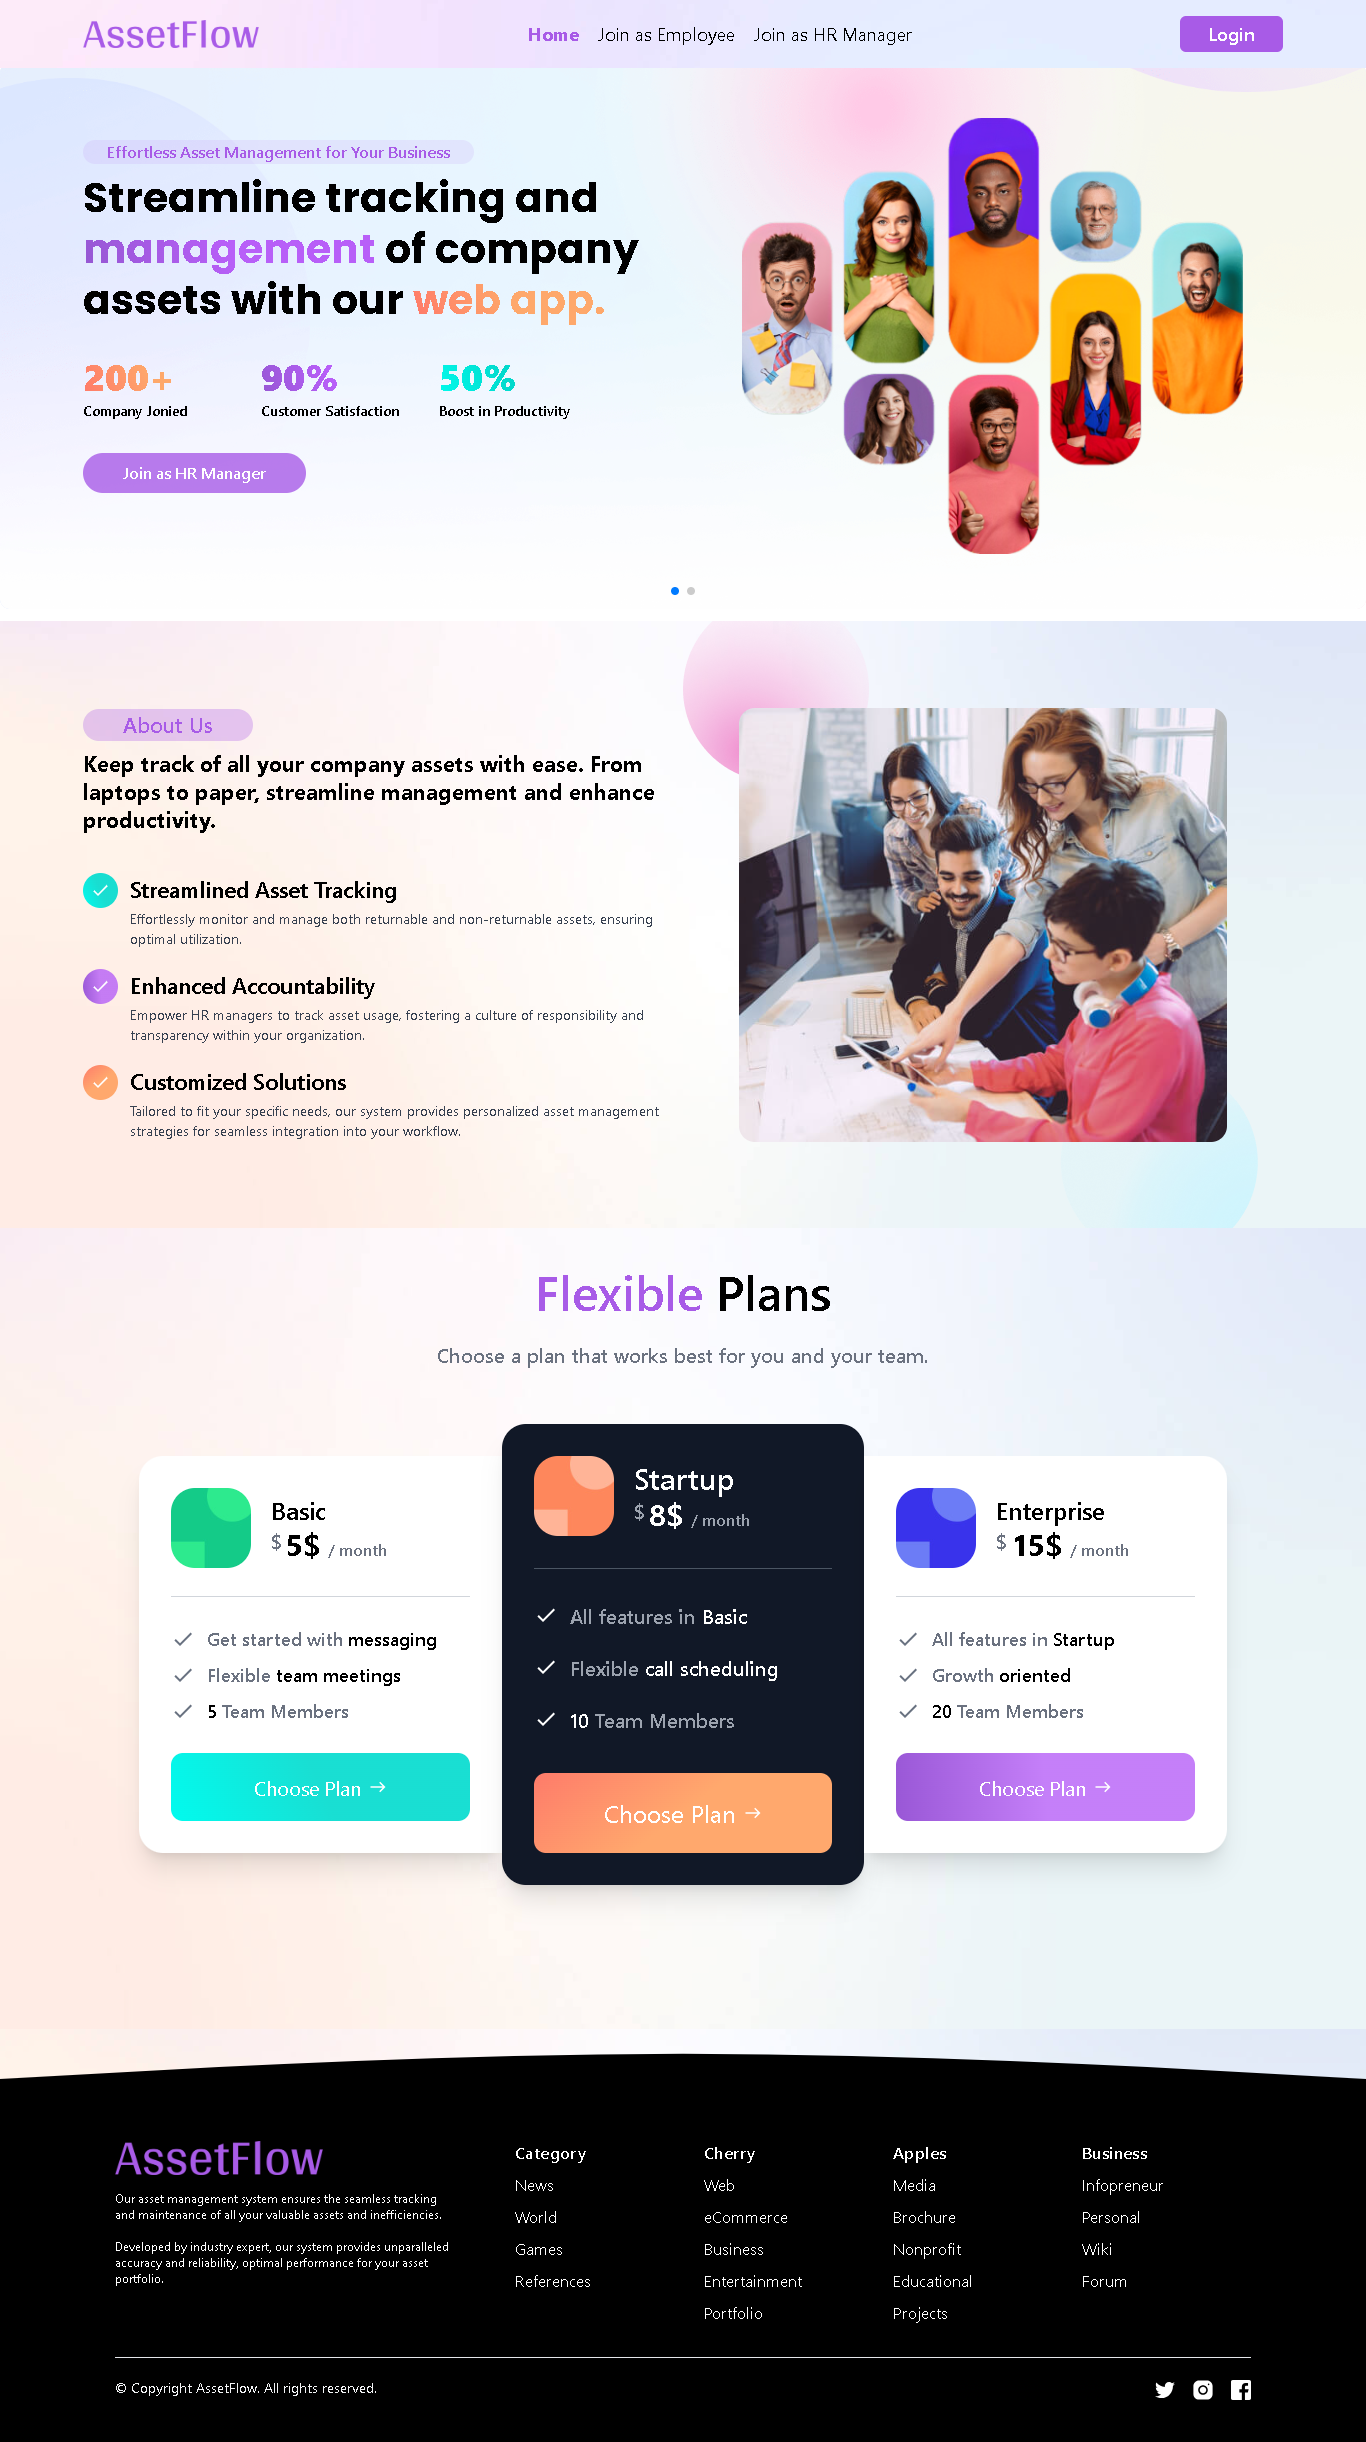 AssetFlow
Home Join as Employee Join as HR Manager
Login
Effortless Asset Management for Your Business
Streamline tracking and
management of company
assets with our web app.
200+ 90% 50%
Company Jonied Customer Satisfaction Boost in Productivity
Join as HR Manager
About Us
Keep track of all your company assets with ease. From
laptops to paper, streamline management and enhance
productivity.
Streamlined Asset Tracking
Effortlessly monitor and manage both returnable and non-returnable assets, ensuring
optimal utilization.
Enhanced Accountability
Empower HR managers to track asset usage, fostering a culture of responsibility and
transparency within your organization.
Customized Solutions
Tailored to fit your specific needs, our system provides personalized asset management
strategies for seamless integration into your workflow.
Flexible Plans
Choose a plan that works best for you and your team.
Basic
$ 5$ / month
Get started with messaging
Flexible team meetings
5 Team Members
Choose Plan →
Startup
$ 8$ / month
All features in Basic
Flexible call scheduling
10 Team Members
Choose Plan →
Enterprise
$ 15$ / month
All features in Startup
Growth oriented
20 Team Members
Choose Plan →
AssetFlow
Our asset management system ensures the seamless tracking
and maintenance of all your valuable assets and inefficiencies.
Developed by industry expert, our system provides unparalleled
accuracy and reliability, optimal performance for your asset
portfolio.
Category
News
World
Games
References
Cherry
Web
eCommerce
Business
Entertainment
Portfolio
Apples
Media
Brochure
Nonprofit
Educational
Projects
Business
Infopreneur
Personal
Wiki
Forum
© Copyright AssetFlow. All rights reserved.